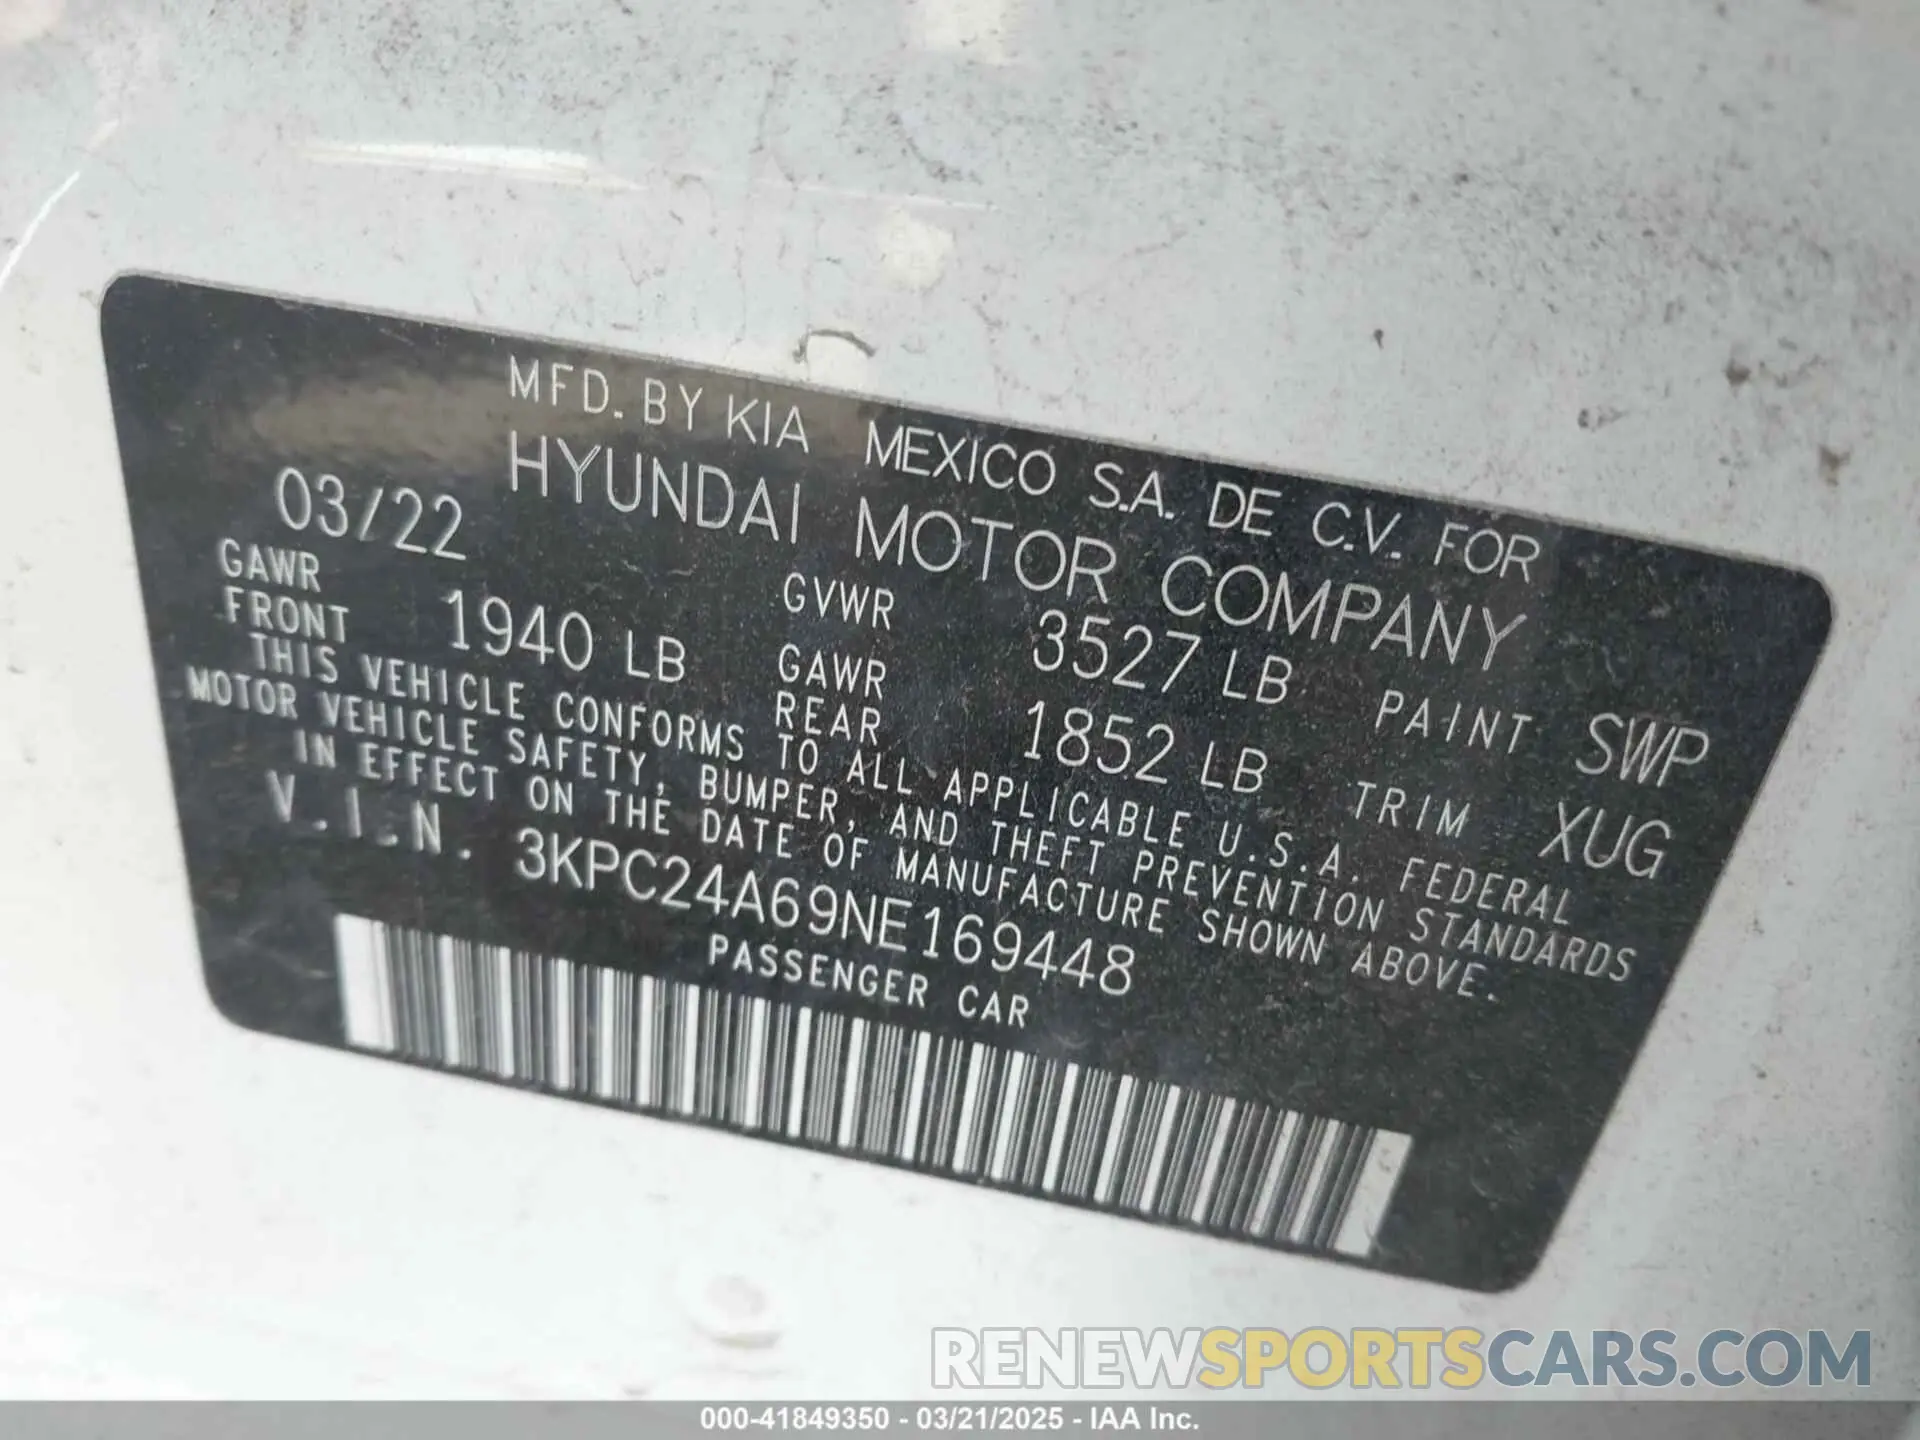 MFD. BY KIA MEXICO S.A. DE C.V. FOR
HYUNDAI MOTOR COMPANY
03/22
GAWR
FRONT 1940 LB
GVWR 3527 LB PAINT SWP
GAWR
REAR 1852 LB TRIM XUG
THIS VEHICLE CONFORMS TO ALL APPLICABLE U.S.A. FEDERAL
MOTOR VEHICLE SAFETY, BUMPER, AND THEFT PREVENTION STANDARDS
IN EFFECT ON THE DATE OF MANUFACTURE SHOWN ABOVE.
V.I.N. 3KPC24A69NE169448
PASSENGER CAR
RENEWSPORTSCARS.COM
000-41849350 - 03/21/2025 - IAA Inc.